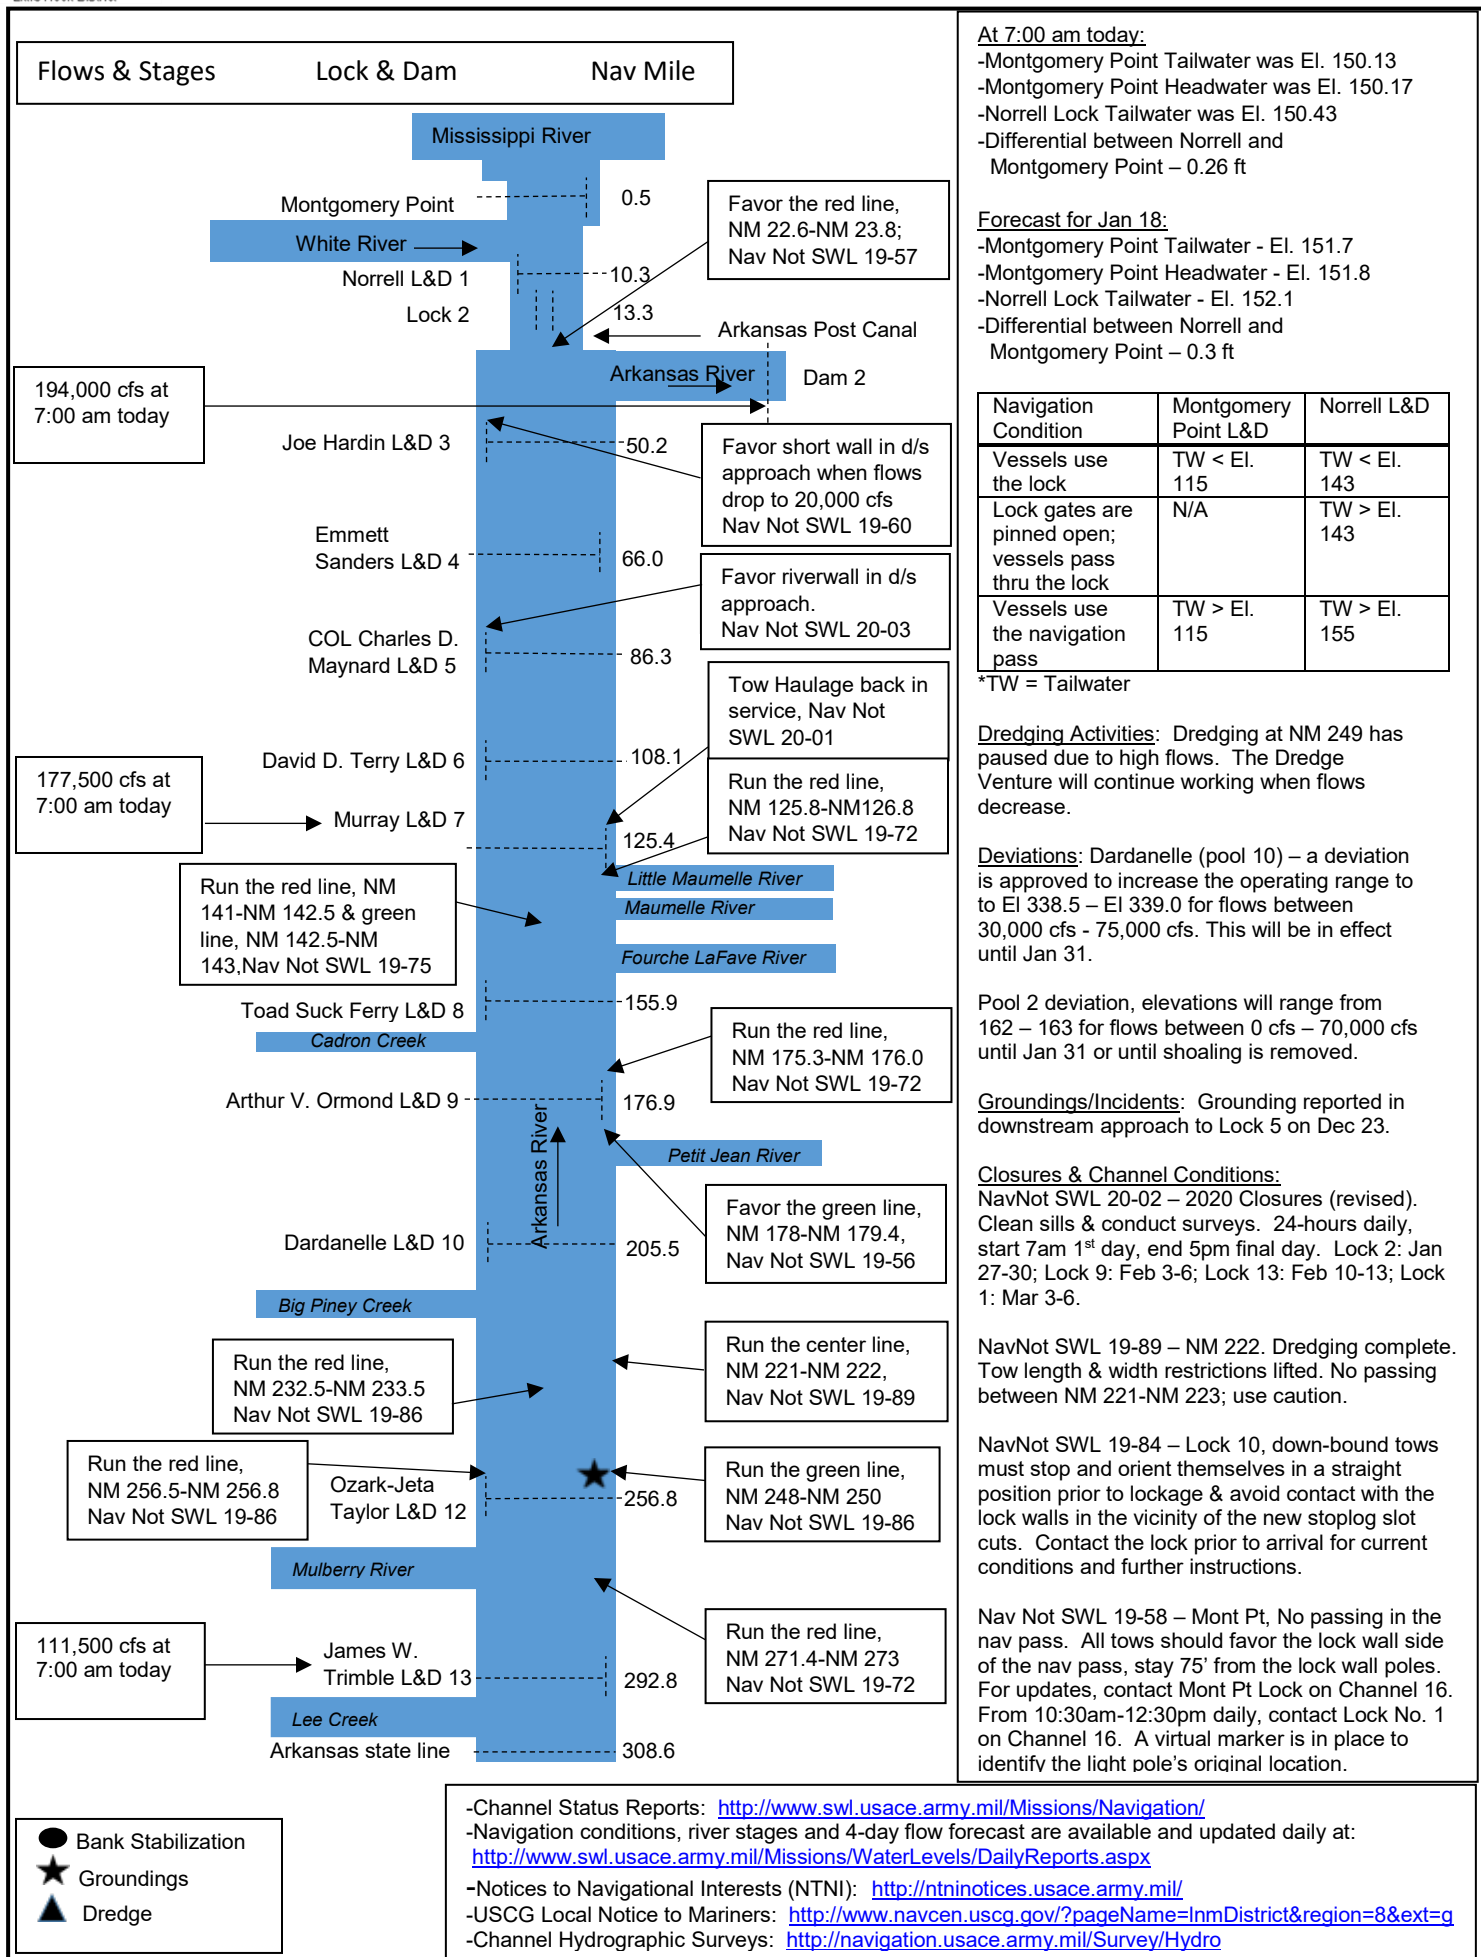 Flows & Stages Lock & Dam Nav Mile
Mississippi River
Montgomery Point 0.5
White River
Norrell L&D 1 10.3
Lock 2 13.3
Arkansas Post Canal
Arkansas River Dam 2
Favor the red line,
NM 22.6-NM 23.8;
Nav Not SWL 19-57
194,000 cfs at
7:00 am today
Joe Hardin L&D 3 50.2
Favor short wall in d/s
approach when flows
drop to 20,000 cfs
Nav Not SWL 19-60
Emmett
Sanders L&D 4 66.0
Favor riverwall in d/s
approach.
Nav Not SWL 20-03
COL Charles D.
Maynard L&D 5 86.3
Tow Haulage back in
service, Nav Not
SWL 20-01
David D. Terry L&D 6 108.1
177,500 cfs at
7:00 am today
Run the red line,
NM 125.8-NM126.8
Nav Not SWL 19-72
Murray L&D 7
125.4
Little Maumelle River
Maumelle River
Run the red line, NM
141-NM 142.5 & green
line, NM 142.5-NM
143,Nav Not SWL 19-75
Fourche LaFave River
Toad Suck Ferry L&D 8 155.9
Cadron Creek
Run the red line,
NM 175.3-NM 176.0
Nav Not SWL 19-72
Arthur V. Ormond L&D 9 176.9
Arkansas River
Petit Jean River
Favor the green line,
NM 178-NM 179.4,
Nav Not SWL 19-56
Dardanelle L&D 10 205.5
Big Piney Creek
Run the center line,
NM 221-NM 222,
Nav Not SWL 19-89
Run the red line,
NM 232.5-NM 233.5
Nav Not SWL 19-86
Run the red line,
NM 256.5-NM 256.8
Nav Not SWL 19-86
Run the green line,
NM 248-NM 250
Nav Not SWL 19-86
Ozark-Jeta
Taylor L&D 12 256.8
Mulberry River
Run the red line,
NM 271.4-NM 273
Nav Not SWL 19-72
111,500 cfs at
7:00 am today
James W.
Trimble L&D 13 292.8
Lee Creek
Arkansas state line 308.6
At 7:00 am today:
-Montgomery Point Tailwater was El. 150.13
-Montgomery Point Headwater was El. 150.17
-Norrell Lock Tailwater was El. 150.43
-Differential between Norrell and
Montgomery Point – 0.26 ft
Forecast for Jan 18:
-Montgomery Point Tailwater - El. 151.7
-Montgomery Point Headwater - El. 151.8
-Norrell Lock Tailwater - El. 152.1
-Differential between Norrell and
Montgomery Point – 0.3 ft
Navigation Montgomery Norrell L&D
Condition Point L&D
Vessels use TW < El. TW < El.
the lock 115 143
Lock gates are N/A TW > El.
pinned open; 143
vessels pass
thru the lock
Vessels use TW > El. TW > El.
the navigation 115 155
pass
*TW = Tailwater
Dredging Activities: Dredging at NM 249 has
paused due to high flows. The Dredge
Venture will continue working when flows
decrease.
Deviations: Dardanelle (pool 10) – a deviation
is approved to increase the operating range to
to El 338.5 – El 339.0 for flows between
30,000 cfs - 75,000 cfs. This will be in effect
until Jan 31.
Pool 2 deviation, elevations will range from
162 – 163 for flows between 0 cfs – 70,000 cfs
until Jan 31 or until shoaling is removed.
Groundings/Incidents: Grounding reported in
downstream approach to Lock 5 on Dec 23.
Closures & Channel Conditions:
NavNot SWL 20-02 – 2020 Closures (revised).
Clean sills & conduct surveys. 24-hours daily,
start 7am 1st day, end 5pm final day. Lock 2: Jan
27-30; Lock 9: Feb 3-6; Lock 13: Feb 10-13; Lock
1: Mar 3-6.
NavNot SWL 19-89 – NM 222. Dredging complete.
Tow length & width restrictions lifted. No passing
between NM 221-NM 223; use caution.
NavNot SWL 19-84 – Lock 10, down-bound tows
must stop and orient themselves in a straight
position prior to lockage & avoid contact with the
lock walls in the vicinity of the new stoplog slot
cuts. Contact the lock prior to arrival for current
conditions and further instructions.
Nav Not SWL 19-58 – Mont Pt, No passing in the
nav pass. All tows should favor the lock wall side
of the nav pass, stay 75' from the lock wall poles.
For updates, contact Mont Pt Lock on Channel 16.
From 10:30am-12:30pm daily, contact Lock No. 1
on Channel 16. A virtual marker is in place to
identify the light pole's original location.
Bank Stabilization
Groundings
Dredge
-Channel Status Reports: http://www.swl.usace.army.mil/Missions/Navigation/
-Navigation conditions, river stages and 4-day flow forecast are available and updated daily at:
http://www.swl.usace.army.mil/Missions/WaterLevels/DailyReports.aspx
-Notices to Navigational Interests (NTNI): http://ntninotices.usace.army.mil/
-USCG Local Notice to Mariners: http://www.navcen.uscg.gov/?pageName=lnmDistrict&region=8&ext=g
-Channel Hydrographic Surveys: http://navigation.usace.army.mil/Survey/Hydro